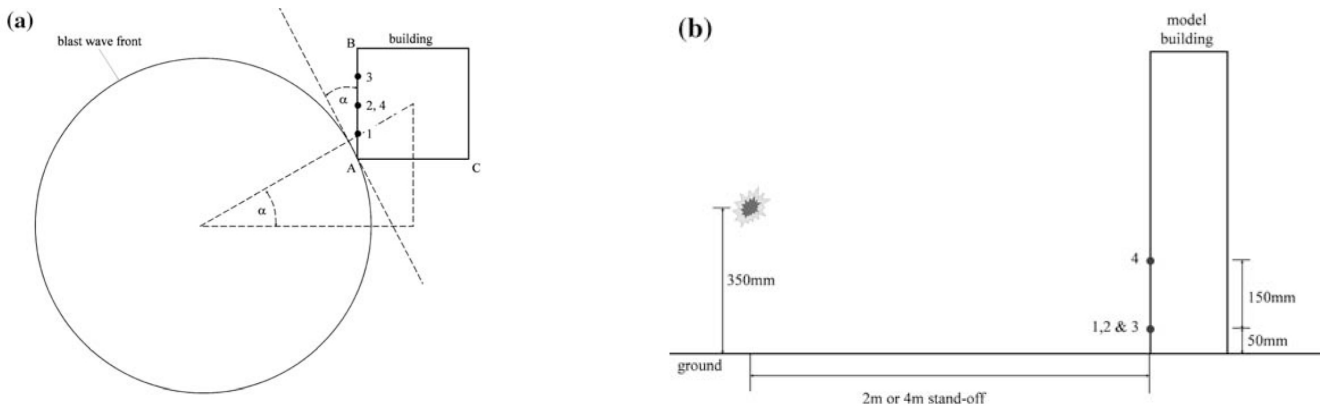 (a)
blast wave front
B
building
3
α
2, 4
1
A
C
α
(b)
model
building
4
350mm
150mm
1,2 & 3
50mm
ground
2m or 4m stand-off